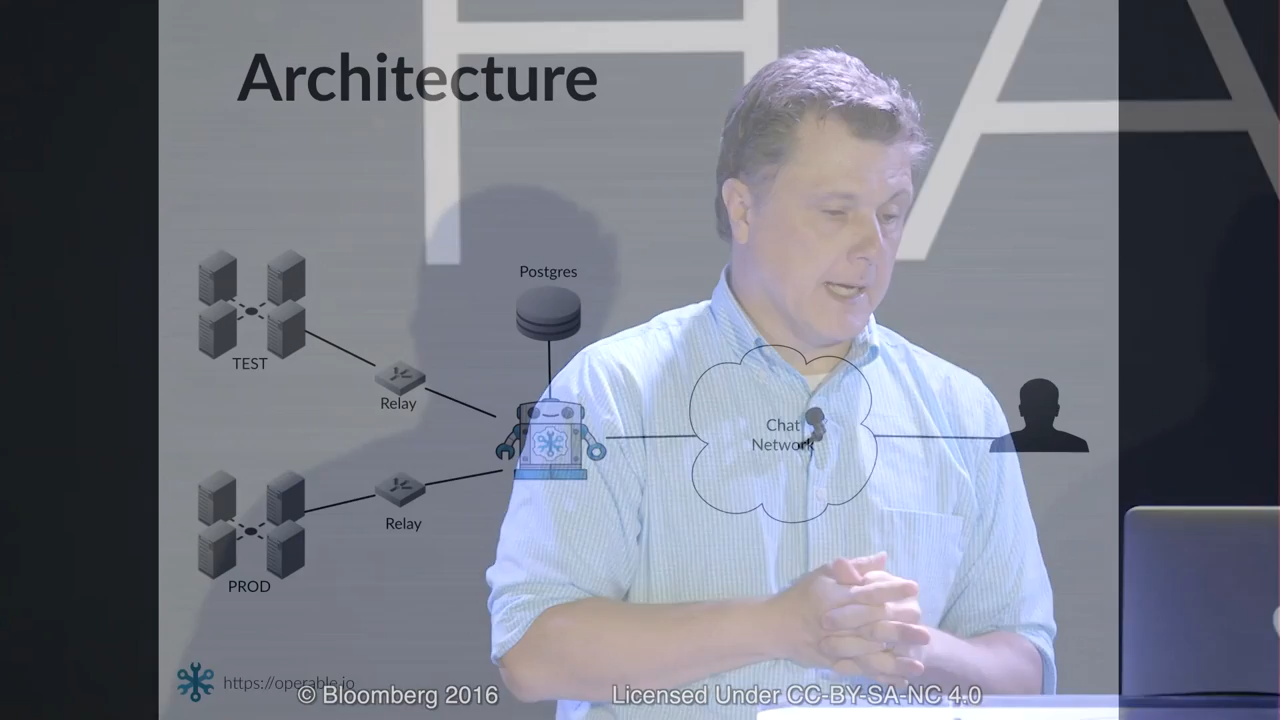 Architecture
Postgres
TEST
Relay
Chat
Network
Relay
PROD
https://operable.io
© Bloomberg 2016 Licensed Under CC-BY-SA-NC 4.0